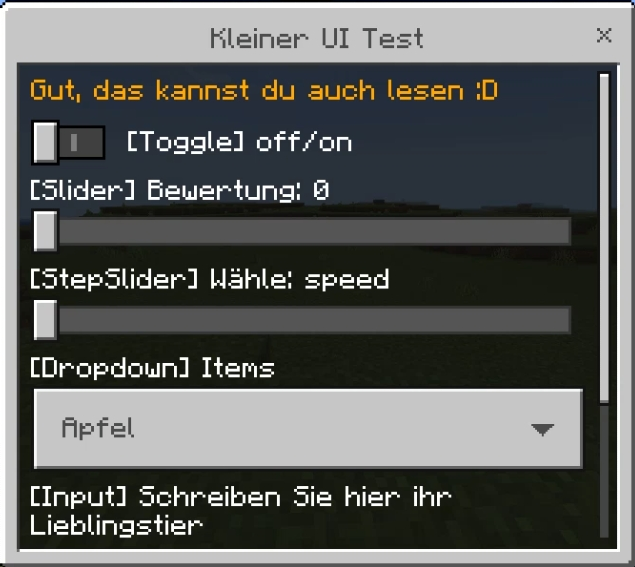 Kleiner UI Test
Gut, das kannst du auch lesen :D
[Toggle] off/on
[Slider] Bewertung: 0
[StepSlider] Wähle: speed
[Dropdown] Items
Apfel
[Input] Schreiben Sie hier ihr
Lieblingstier